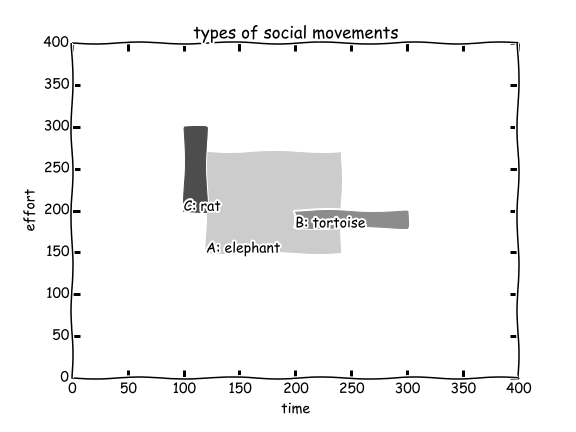 types of social movements
400
350
300
250
200
150
100
50
0
effort
C: rat
B: tortoise
A: elephant
0 50 100 150 200 250 300 350 400
time